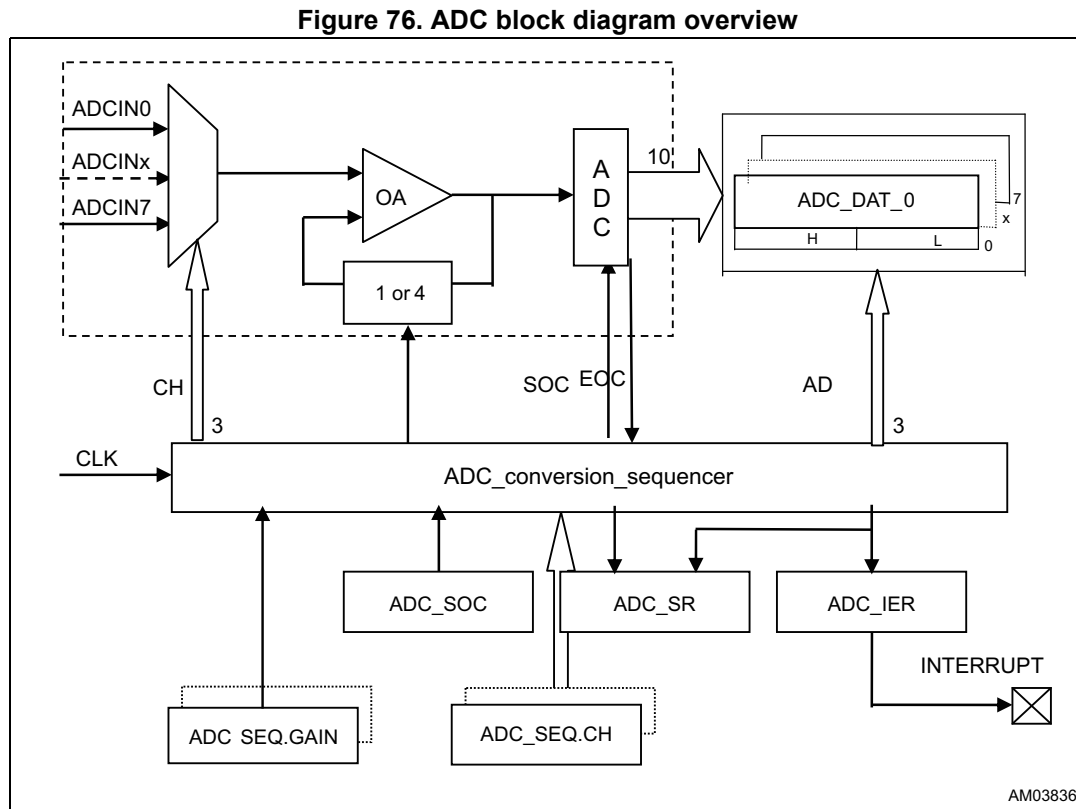 Figure 76. ADC block diagram overview
ADCIN0
ADCINx
ADCIN7
OA
1 or 4
A
D
C
10
ADC_DAT_0
7
x
H
L
0
CH
3
SOC
EOC
AD
3
CLK
ADC_conversion_sequencer
ADC_SOC
ADC_SR
ADC_IER
INTERRUPT
ADC SEQ.GAIN
ADC_SEQ.CH
AM03836